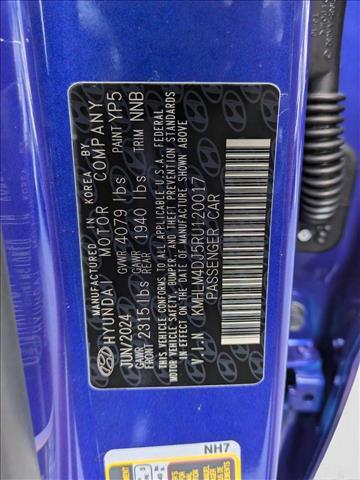 MANUFACTURED IN KOREA BY
HYUNDAI MOTOR COMPANY
JUN/2024 GVWR 4079 lbs PAINT YP5
GAWR FRONT 2315 lbs GAWR REAR 1940 lbs TRIM NNB
THIS VEHICLE CONFORMS TO ALL APPLICABLE U.S.A. FEDERAL
MOTOR VEHICLE SAFETY, BUMPER, AND THEFT PREVENTION STANDARDS
IN EFFECT ON THE DATE OF MANUFACTURE SHOWN ABOVE.
V.I.N: KMHLM4DJ5RU120017
PASSENGER CAR
NH7